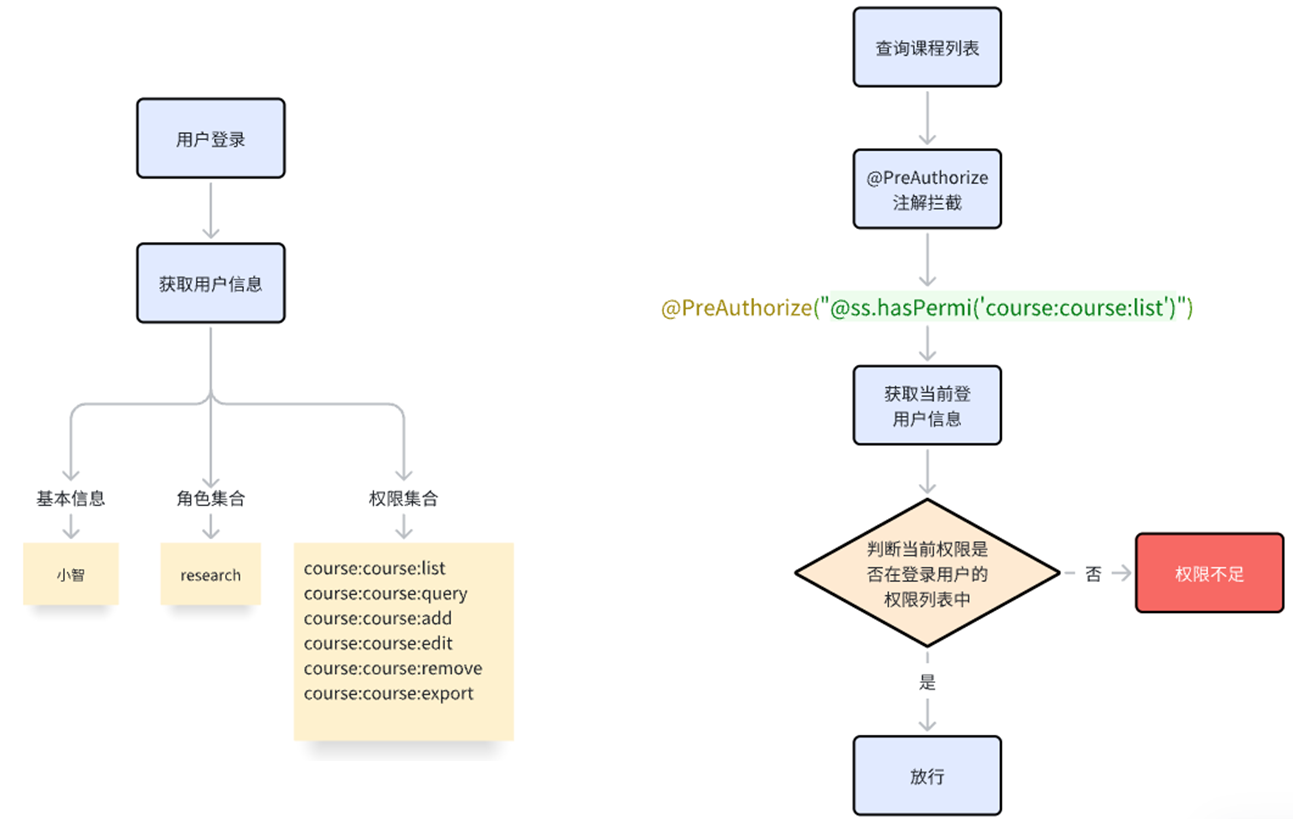 用户登录
获取用户信息
基本信息
角色集合
权限集合
小智
research
course:course:list
course:course:query
course:course:add
course:course:edit
course:course:remove
course:course:export
查询课程列表
@PreAuthorize
注解拦截
@PreAuthorize("@ss.hasPermi('course:course:list')")
获取当前登
用户信息
判断当前权限是
否在登录用户的
权限列表中
否
权限不足
是
放行